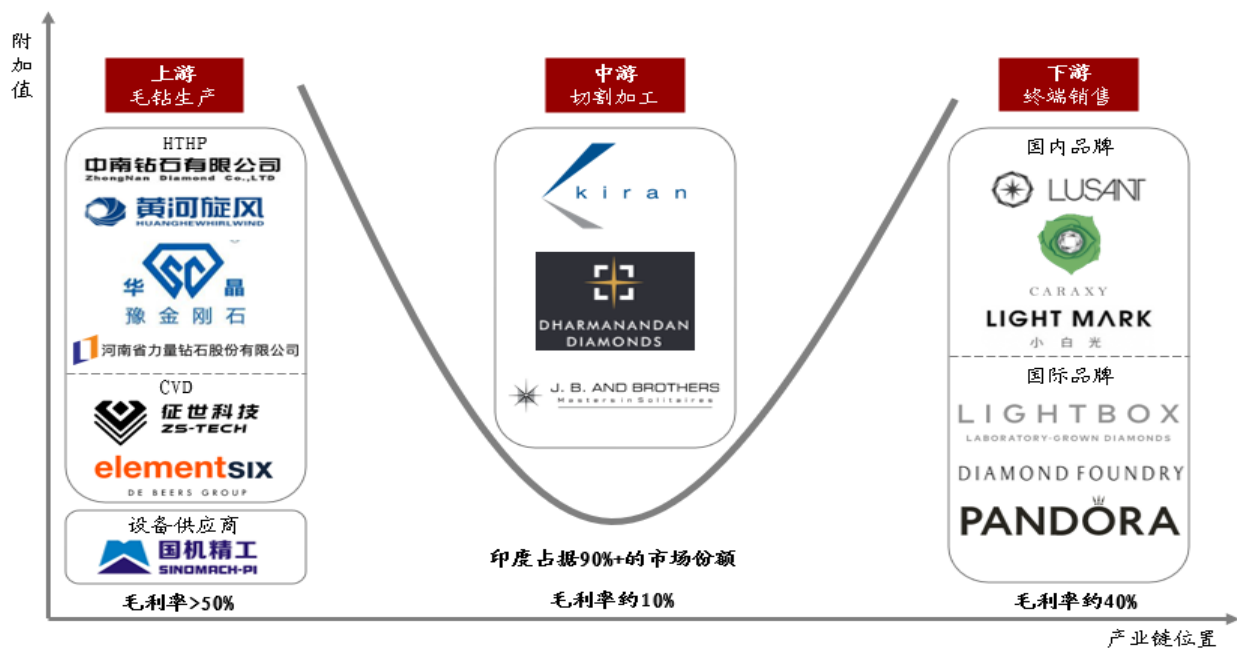 附加值
上游
毛钻生产
HTHP
中南钻石有限公司
ZhongNan Diamond Co.,LTD
黄河旋风
HUANGHEWHIRLWIND
华 SC 晶
豫金刚石
河南省力量钻石股份有限公司
CVD
征世科技
ZS-TECH
elementsix
DE BEERS GROUP
设备供应商
国机精工
SINOMACH-PI
毛利率>50%
中游
切割加工
kiran
DHARMANANDAN
DIAMONDS
J. B. AND BROTHERS
Masters in Solitaires
印度占据90%+的市场份额
毛利率约10%
下游
终端销售
国内品牌
LUSANT
CARAXY
LIGHT MARK
小白光
国际品牌
LIGHTBOX
LABORATORY-GROWN DIAMONDS
DIAMOND FOUNDRY
PANDORA
毛利率约40%
产业链位置